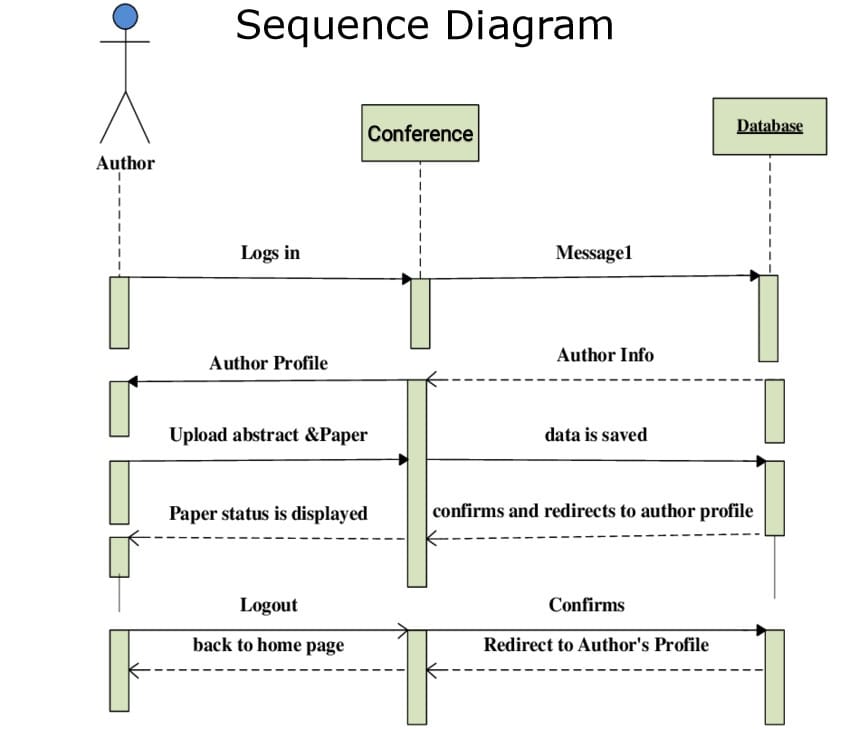 Sequence Diagram
Conference
Database
Author
Logs in
Message1
Author Profile
Author Info
Upload abstract &Paper
data is saved
Paper status is displayed
confirms and redirects to author profile
Logout
Confirms
back to home page
Redirect to Author's Profile